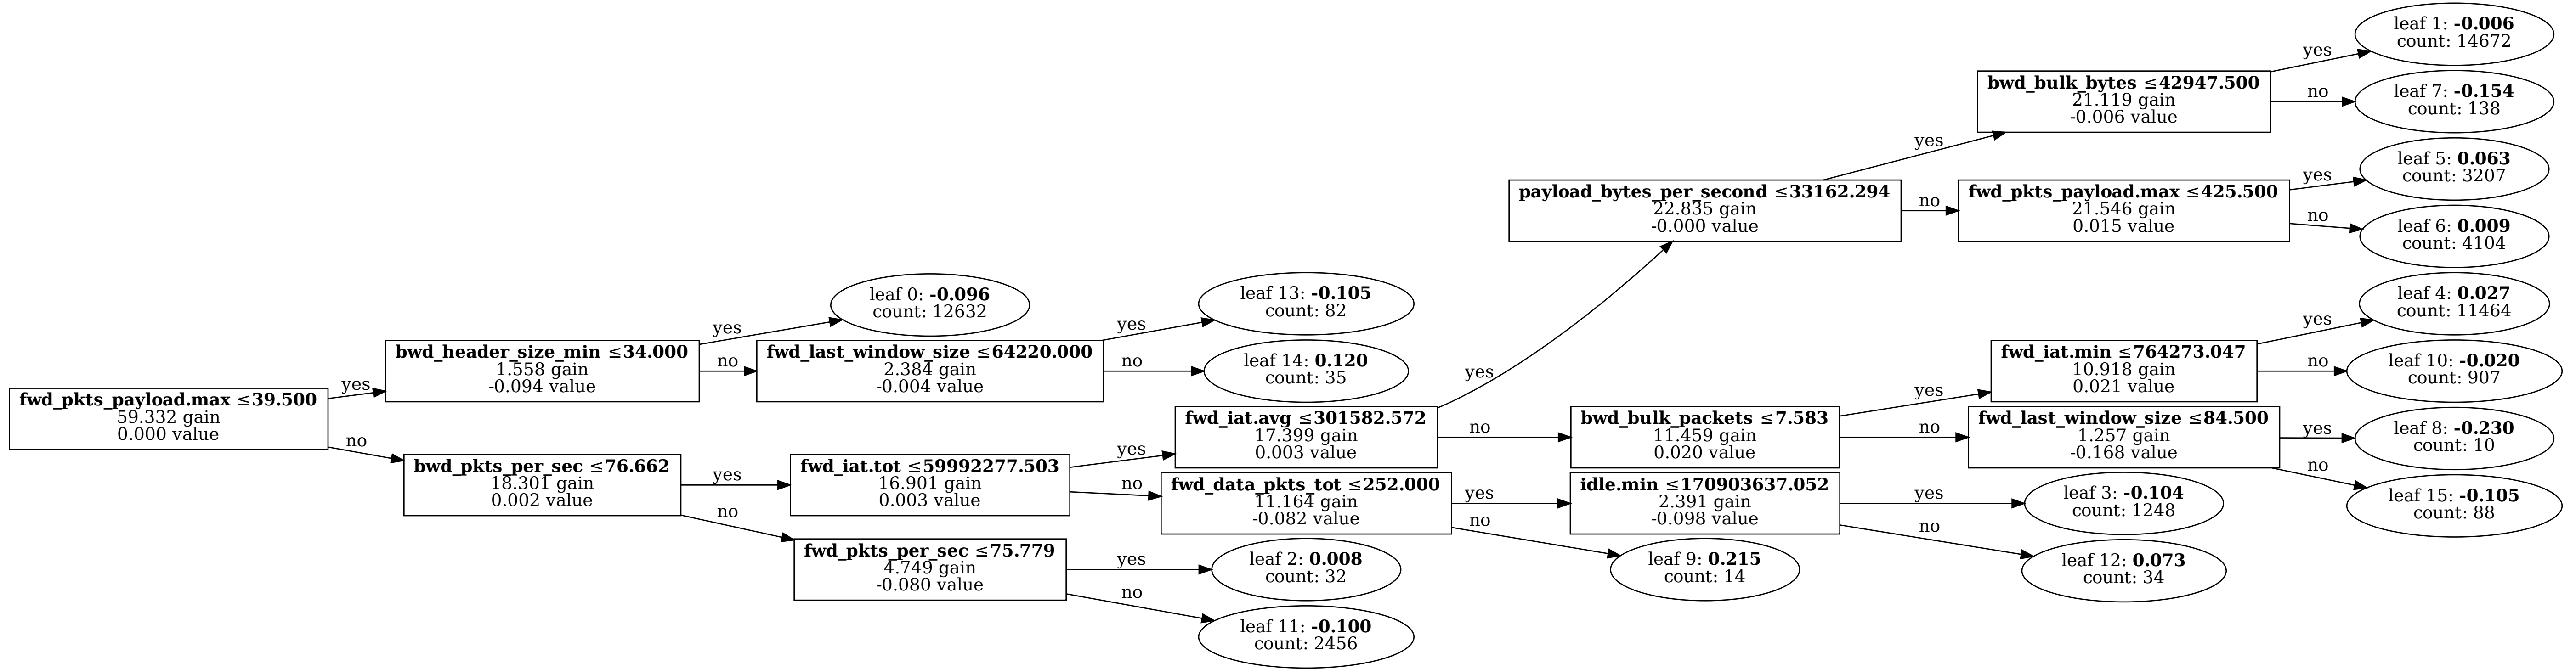 fwd_pkts_payload.max ≤39.500
59.332 gain
0.000 value
yes
no
bwd_header_size_min ≤34.000
1.558 gain
-0.094 value
yes
no
bwd_pkts_per_sec ≤76.662
18.301 gain
0.002 value
yes
no
leaf 0: -0.096
count: 12632
fwd_last_window_size ≤64220.000
2.384 gain
-0.004 value
yes
no
fwd_iat.tot ≤59992277.503
16.901 gain
0.003 value
yes
no
fwd_pkts_per_sec ≤75.779
4.749 gain
-0.080 value
yes
no
leaf 13: -0.105
count: 82
leaf 14: 0.120
count: 35
fwd_iat.avg ≤301582.572
17.399 gain
0.003 value
yes
no
fwd_data_pkts_tot ≤252.000
11.164 gain
-0.082 value
yes
no
leaf 2: 0.008
count: 32
leaf 11: -0.100
count: 2456
payload_bytes_per_second ≤33162.294
22.835 gain
-0.000 value
yes
no
bwd_bulk_packets ≤7.583
11.459 gain
0.020 value
yes
no
idle.min ≤170903637.052
2.391 gain
-0.098 value
yes
no
leaf 9: 0.215
count: 14
bwd_bulk_bytes ≤42947.500
21.119 gain
-0.006 value
yes
no
fwd_pkts_payload.max ≤425.500
21.546 gain
0.015 value
yes
no
fwd_iat.min ≤764273.047
10.918 gain
0.021 value
yes
no
fwd_last_window_size ≤84.500
1.257 gain
-0.168 value
yes
no
leaf 3: -0.104
count: 1248
leaf 12: 0.073
count: 34
leaf 1: -0.006
count: 14672
leaf 7: -0.154
count: 138
leaf 5: 0.063
count: 3207
leaf 6: 0.009
count: 4104
leaf 4: 0.027
count: 11464
leaf 10: -0.020
count: 907
leaf 8: -0.230
count: 10
leaf 15: -0.105
count: 88